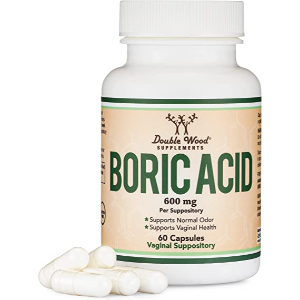 Double Wood®
SUPPLEMENTS
BORIC ACID
600 mg
Per Suppository
•Supports Normal Odor
•Supports Vaginal Health
60 Capsules
Vaginal Suppository